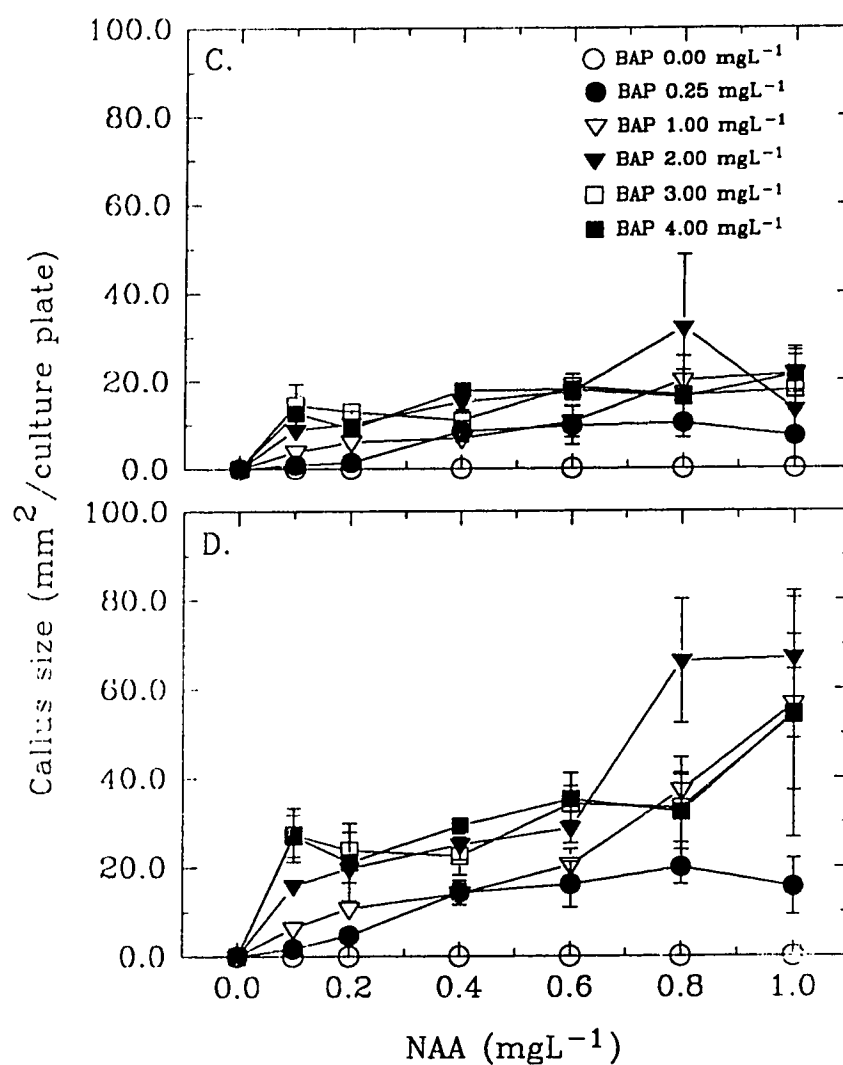 100.0
80.0
60.0
40.0
20.0
0.0
C.
BAP 0.00 mgL⁻¹
BAP 0.25 mgL⁻¹
BAP 1.00 mgL⁻¹
BAP 2.00 mgL⁻¹
BAP 3.00 mgL⁻¹
BAP 4.00 mgL⁻¹
Callus size (mm²/culture plate)
100.0
80.0
60.0
40.0
20.0
0.0
D.
0.0 0.2 0.4 0.6 0.8 1.0
NAA (mgL⁻¹)